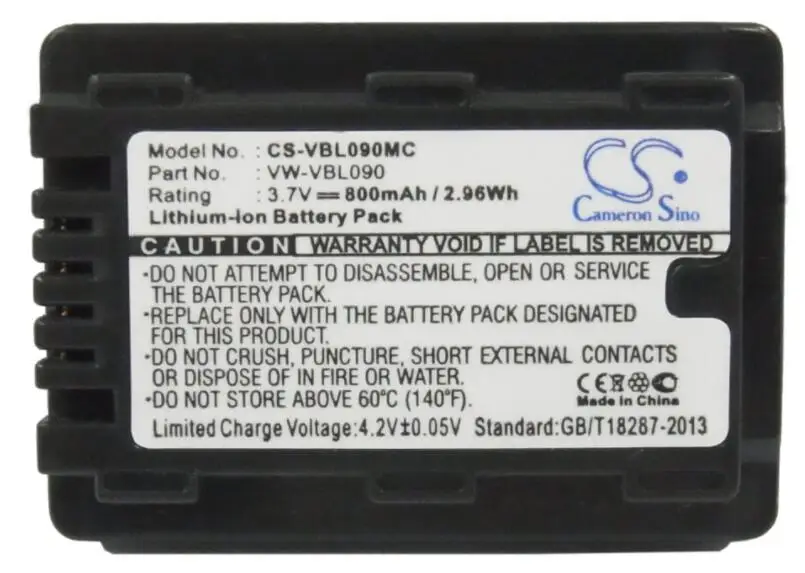 Model No. : CS-VBL090MC
Part No. : VW-VBL090
Rating : 3.7V 800mAh / 2.96Wh
Lithium-Ion Battery Pack
CS
Cameron Sino
CAUTION WARRANTY VOID IF LABEL IS REMOVED
•DO NOT ATTEMPT TO DISASSEMBLE, OPEN OR SERVICE
THE BATTERY PACK.
•REPLACE ONLY WITH THE BATTERY PACK DESIGNATED
FOR THIS EQUIPMENT.
•DO NOT CRUSH, PUNCTURE, SHORT EXTERNAL CONTACTS
OR DISPOSE OF IN FIRE OR WATER.
•DO NOT STORE ABOVE 60℃ (140℉).
CE
Made in China
Limited Charge Voltage:4.2V±0.05V Standard:GB/T18287-2013